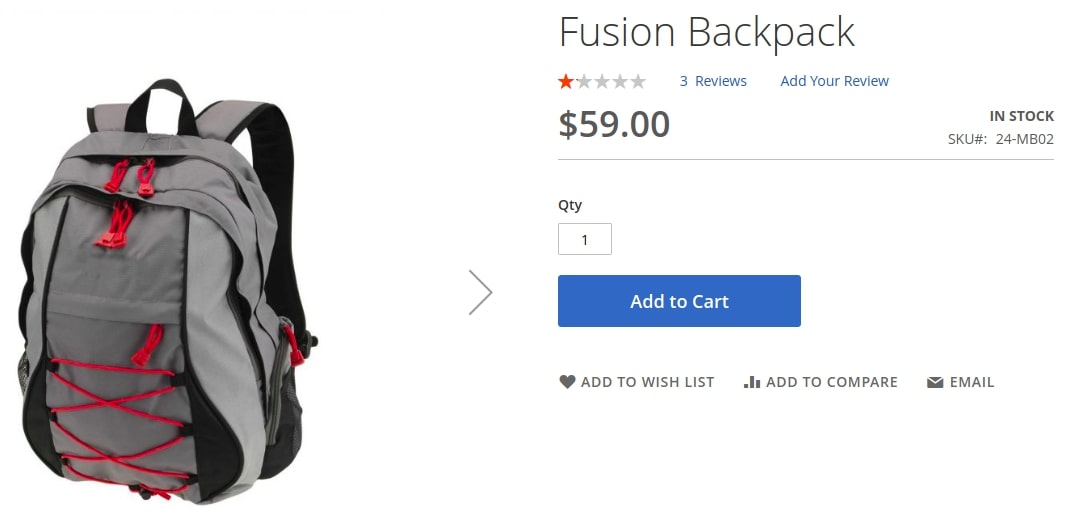 Fusion Backpack
3 Reviews Add Your Review
$59.00
IN STOCK
SKU#: 24-MB02
Qty
1
Add to Cart
ADD TO WISH LIST ADD TO COMPARE EMAIL